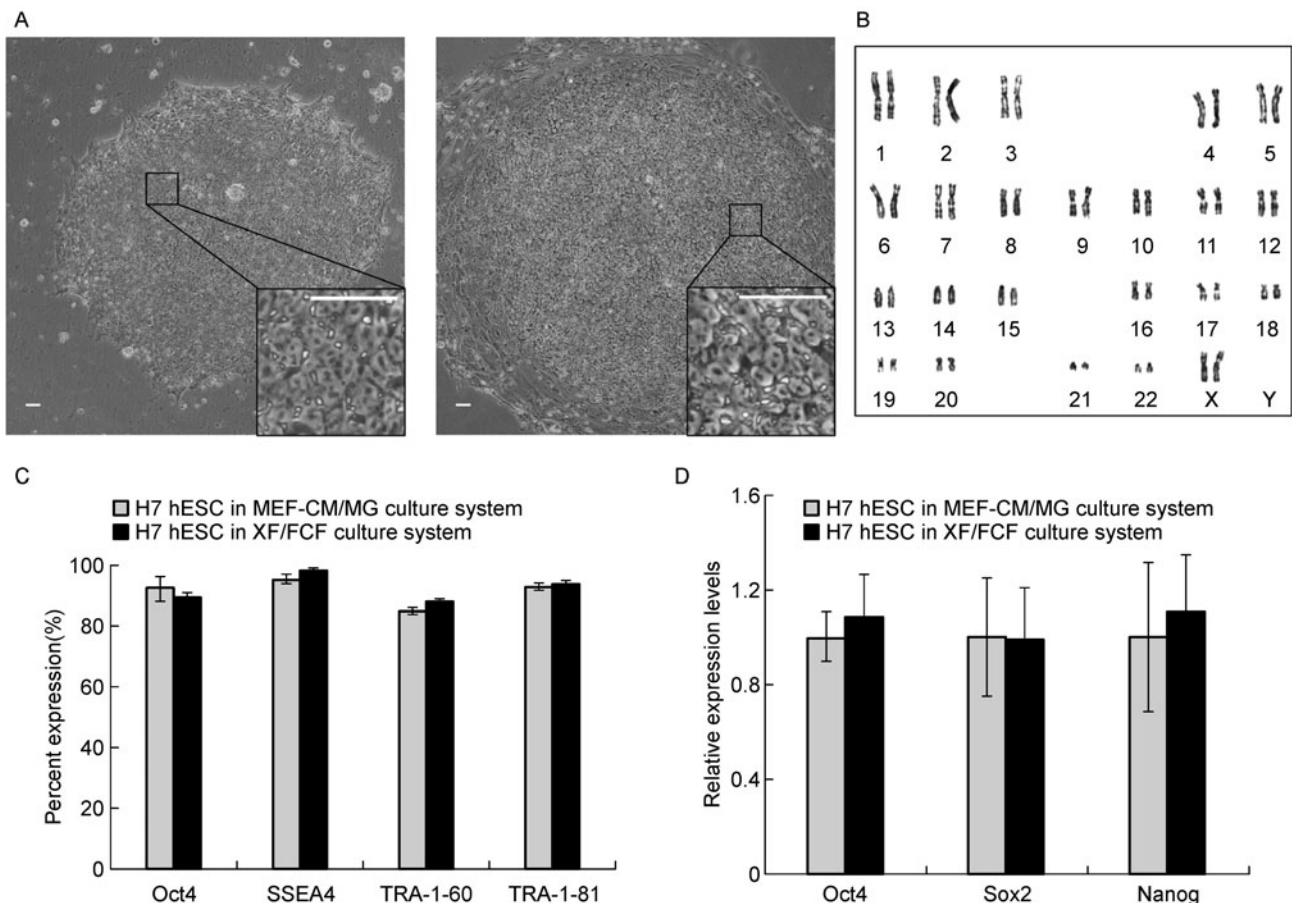 A
B
1 2 3 4 5
6 7 8 9 10 11 12
13 14 15 16 17 18
19 20 21 22 X Y
C
H7 hESC in MEF-CM/MG culture system
H7 hESC in XF/FCF culture system
Percent expression(%)
100
80
60
40
20
0
Oct4 SSEA4 TRA-1-60 TRA-1-81
D
H7 hESC in MEF-CM/MG culture system
H7 hESC in XF/FCF culture system
Relative expression levels
1.6
1.2
0.8
0.4
0
Oct4 Sox2 Nanog